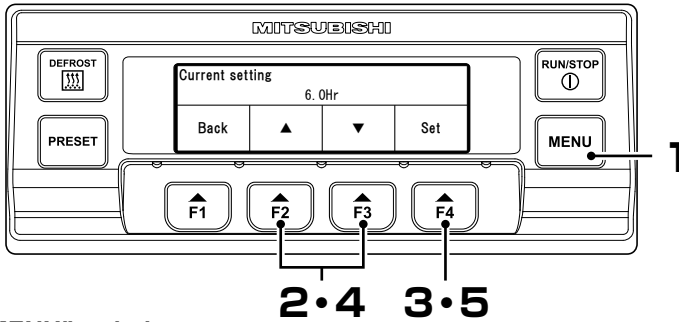 MITSUBISHI
DEFROST
Current setting
6.0Hr
Back ▲ ▼ Set
RUN/STOP
PRESET
MENU
1
F1 F2 F3 F4
2•4 3•5